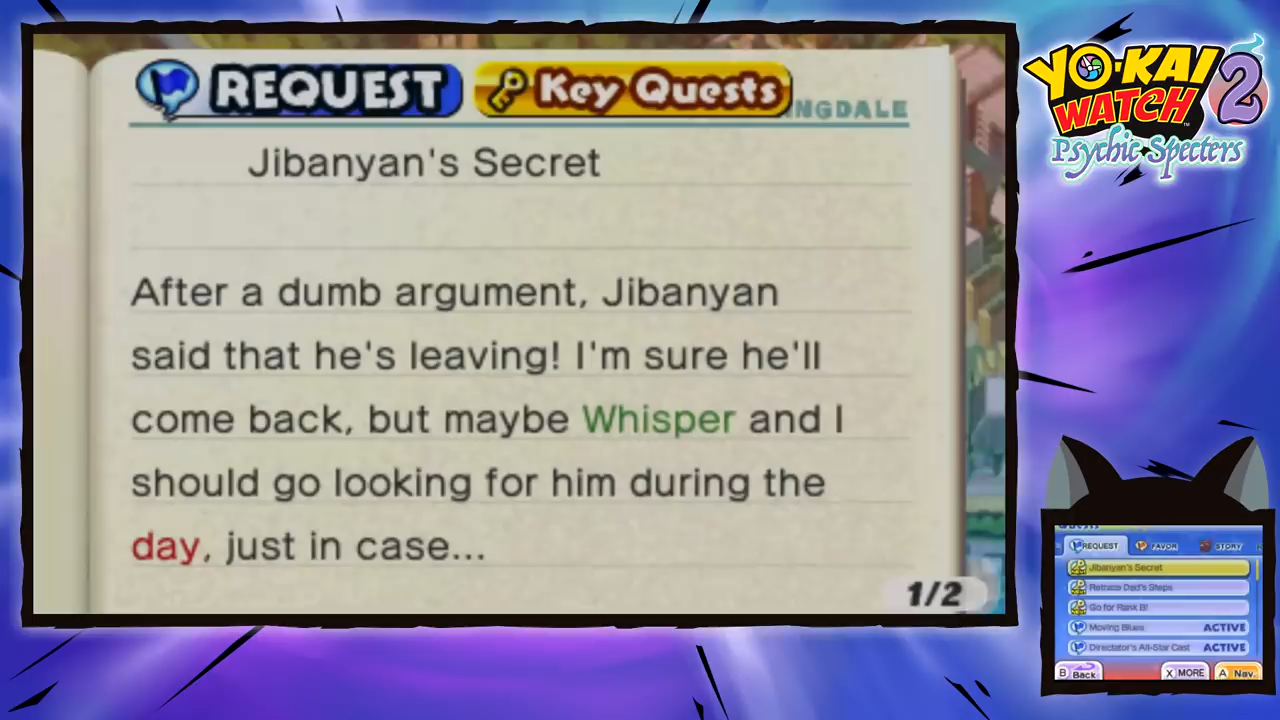 REQUEST Key Quests NGDALE
Jibanyan's Secret
After a dumb argument, Jibanyan
said that he's leaving! I'm sure he'll
come back, but maybe Whisper and I
should go looking for him during the
day, just in case...
1/2
YO-KAI
WATCH 2
Psychic Specters
Quests
REQUEST FAVOR STORY
Jibanyan's Secret
Retrace Dad's Steps
Go for Rank B!
Moving Blues ACTIVE
Directator's All-Star Cast ACTIVE
B Back X MORE A Nav.